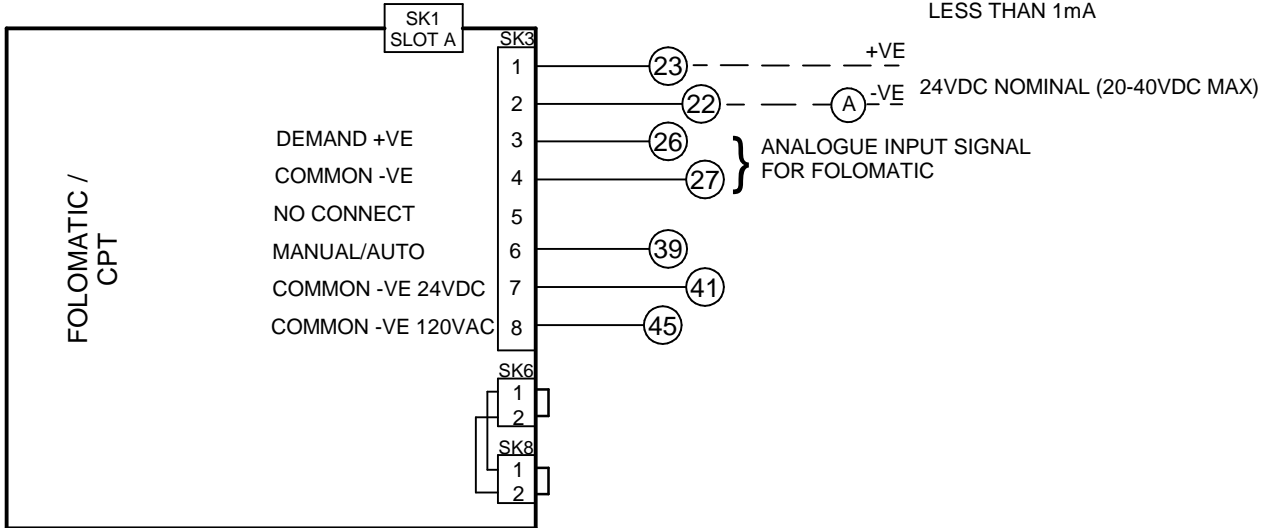 LESS THAN 1mA
SK1
SLOT A
SK3
1 23 +VE
2 22 A -VE 24VDC NOMINAL (20-40VDC MAX)
DEMAND +VE 3 26
COMMON -VE 4 27
ANALOGUE INPUT SIGNAL
FOR FOLOMATIC
NO CONNECT 5
MANUAL/AUTO 6 39
COMMON -VE 24VDC 7 41
COMMON -VE 120VAC 8 45
FOLOMATIC /
CPT
SK6
1
2
SK8
1
2